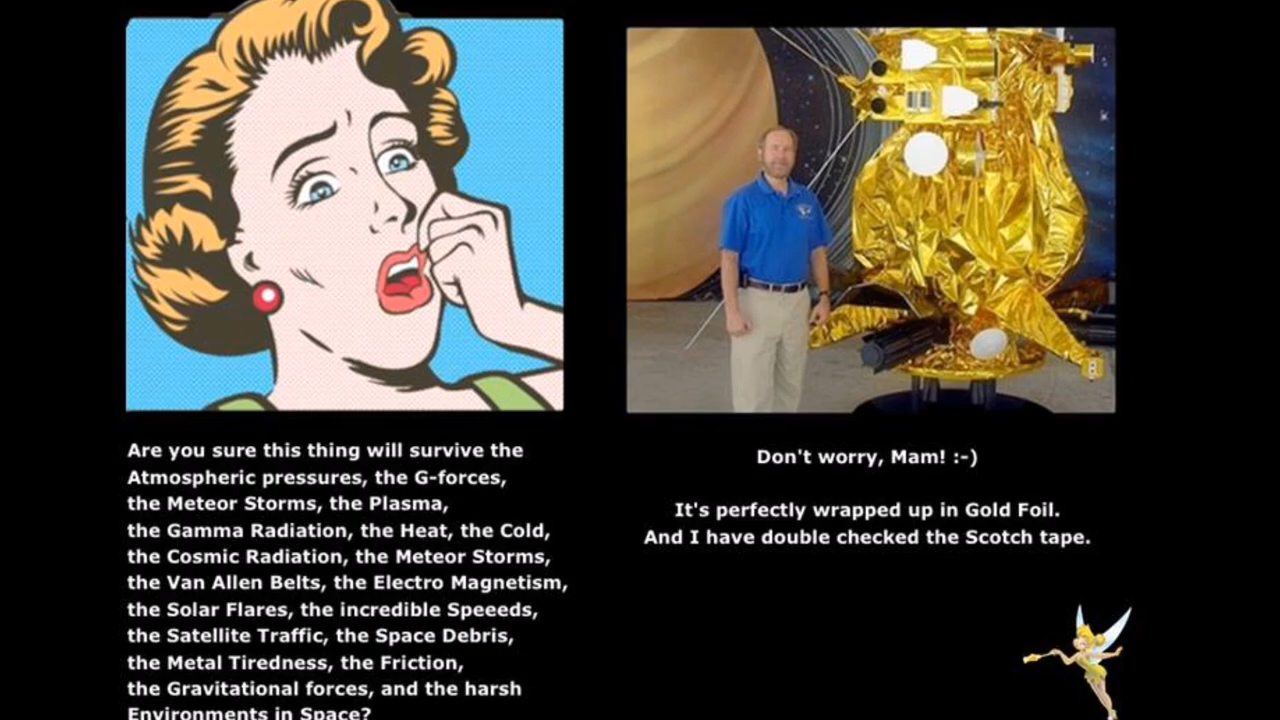 Are you sure this thing will survive the
Atmospheric pressures, the G-forces,
the Meteor Storms, the Plasma,
the Gamma Radiation, the Heat, the Cold,
the Cosmic Radiation, the Meteor Storms,
the Van Allen Belts, the Electro Magnetism,
the Solar Flares, the incredible Speeeds,
the Satellite Traffic, the Space Debris,
the Metal Tiredness, the Friction,
the Gravitational forces, and the harsh
Environments in Space?
Don't worry, Mam! :-)
It's perfectly wrapped up in Gold Foil.
And I have double checked the Scotch tape.